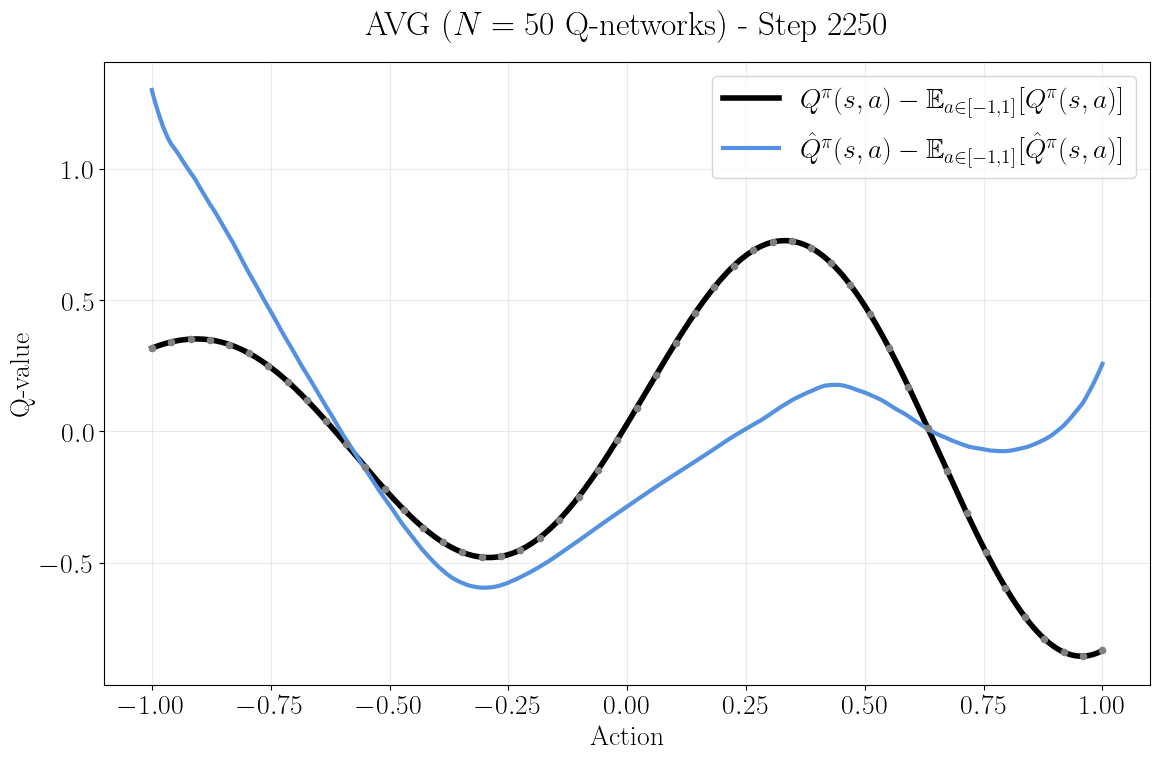 AVG (N = 50 Q-networks) - Step 2250
Q^π(s, a) − 𝔼_{a∈[−1,1]}[Q^π(s, a)]
Q̂^π(s, a) − 𝔼_{a∈[−1,1]}[Q̂^π(s, a)]
Q-value
1.0
0.5
0.0
−0.5
−1.00 −0.75 −0.50 −0.25 0.00 0.25 0.50 0.75 1.00
Action